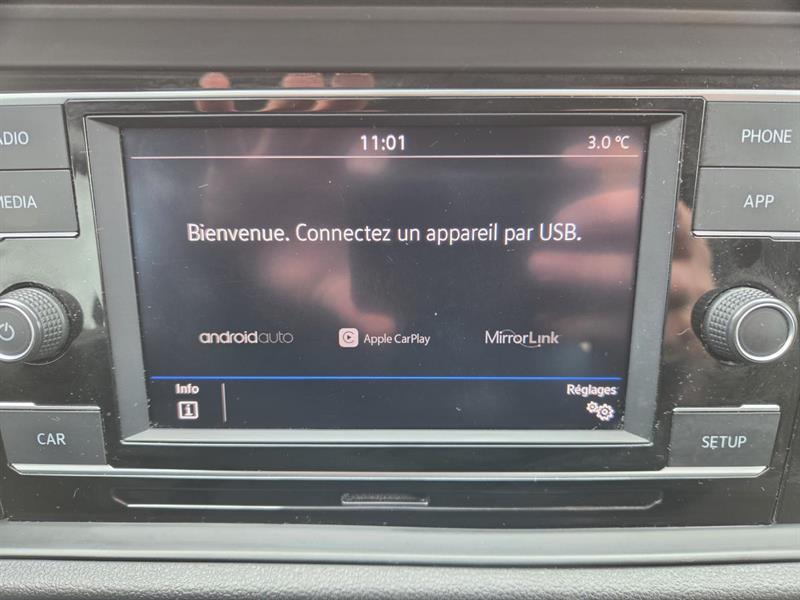 11:01 3.0 °C
RADIO PHONE
MEDIA APP
Bienvenue. Connectez un appareil par USB.
androidauto Apple CarPlay MirrorLink
Info Réglages
CAR SETUP